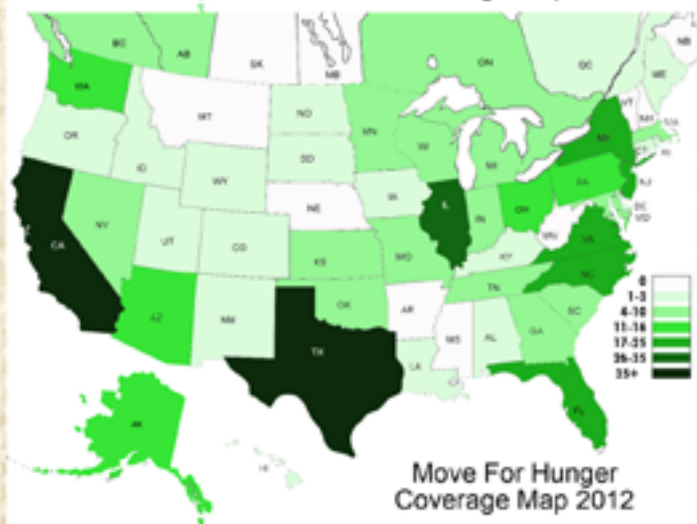 BC
AB
SK
MB
ON
QC
NB
WA
MT
ND
MN
ME
VT
NH
MA
OR
ID
SD
WI
MI
NY
CT
RI
WY
IA
PA
NJ
NV
NE
IL
IN
OH
DE
MD
CA
UT
CO
KS
MO
KY
WV
VA
AZ
NM
OK
AR
TN
NC
SC
TX
LA
MS
AL
GA
AK
HI
FL
0
1-3
4-10
11-16
17-25
26-35
35+
Move For Hunger
Coverage Map 2012